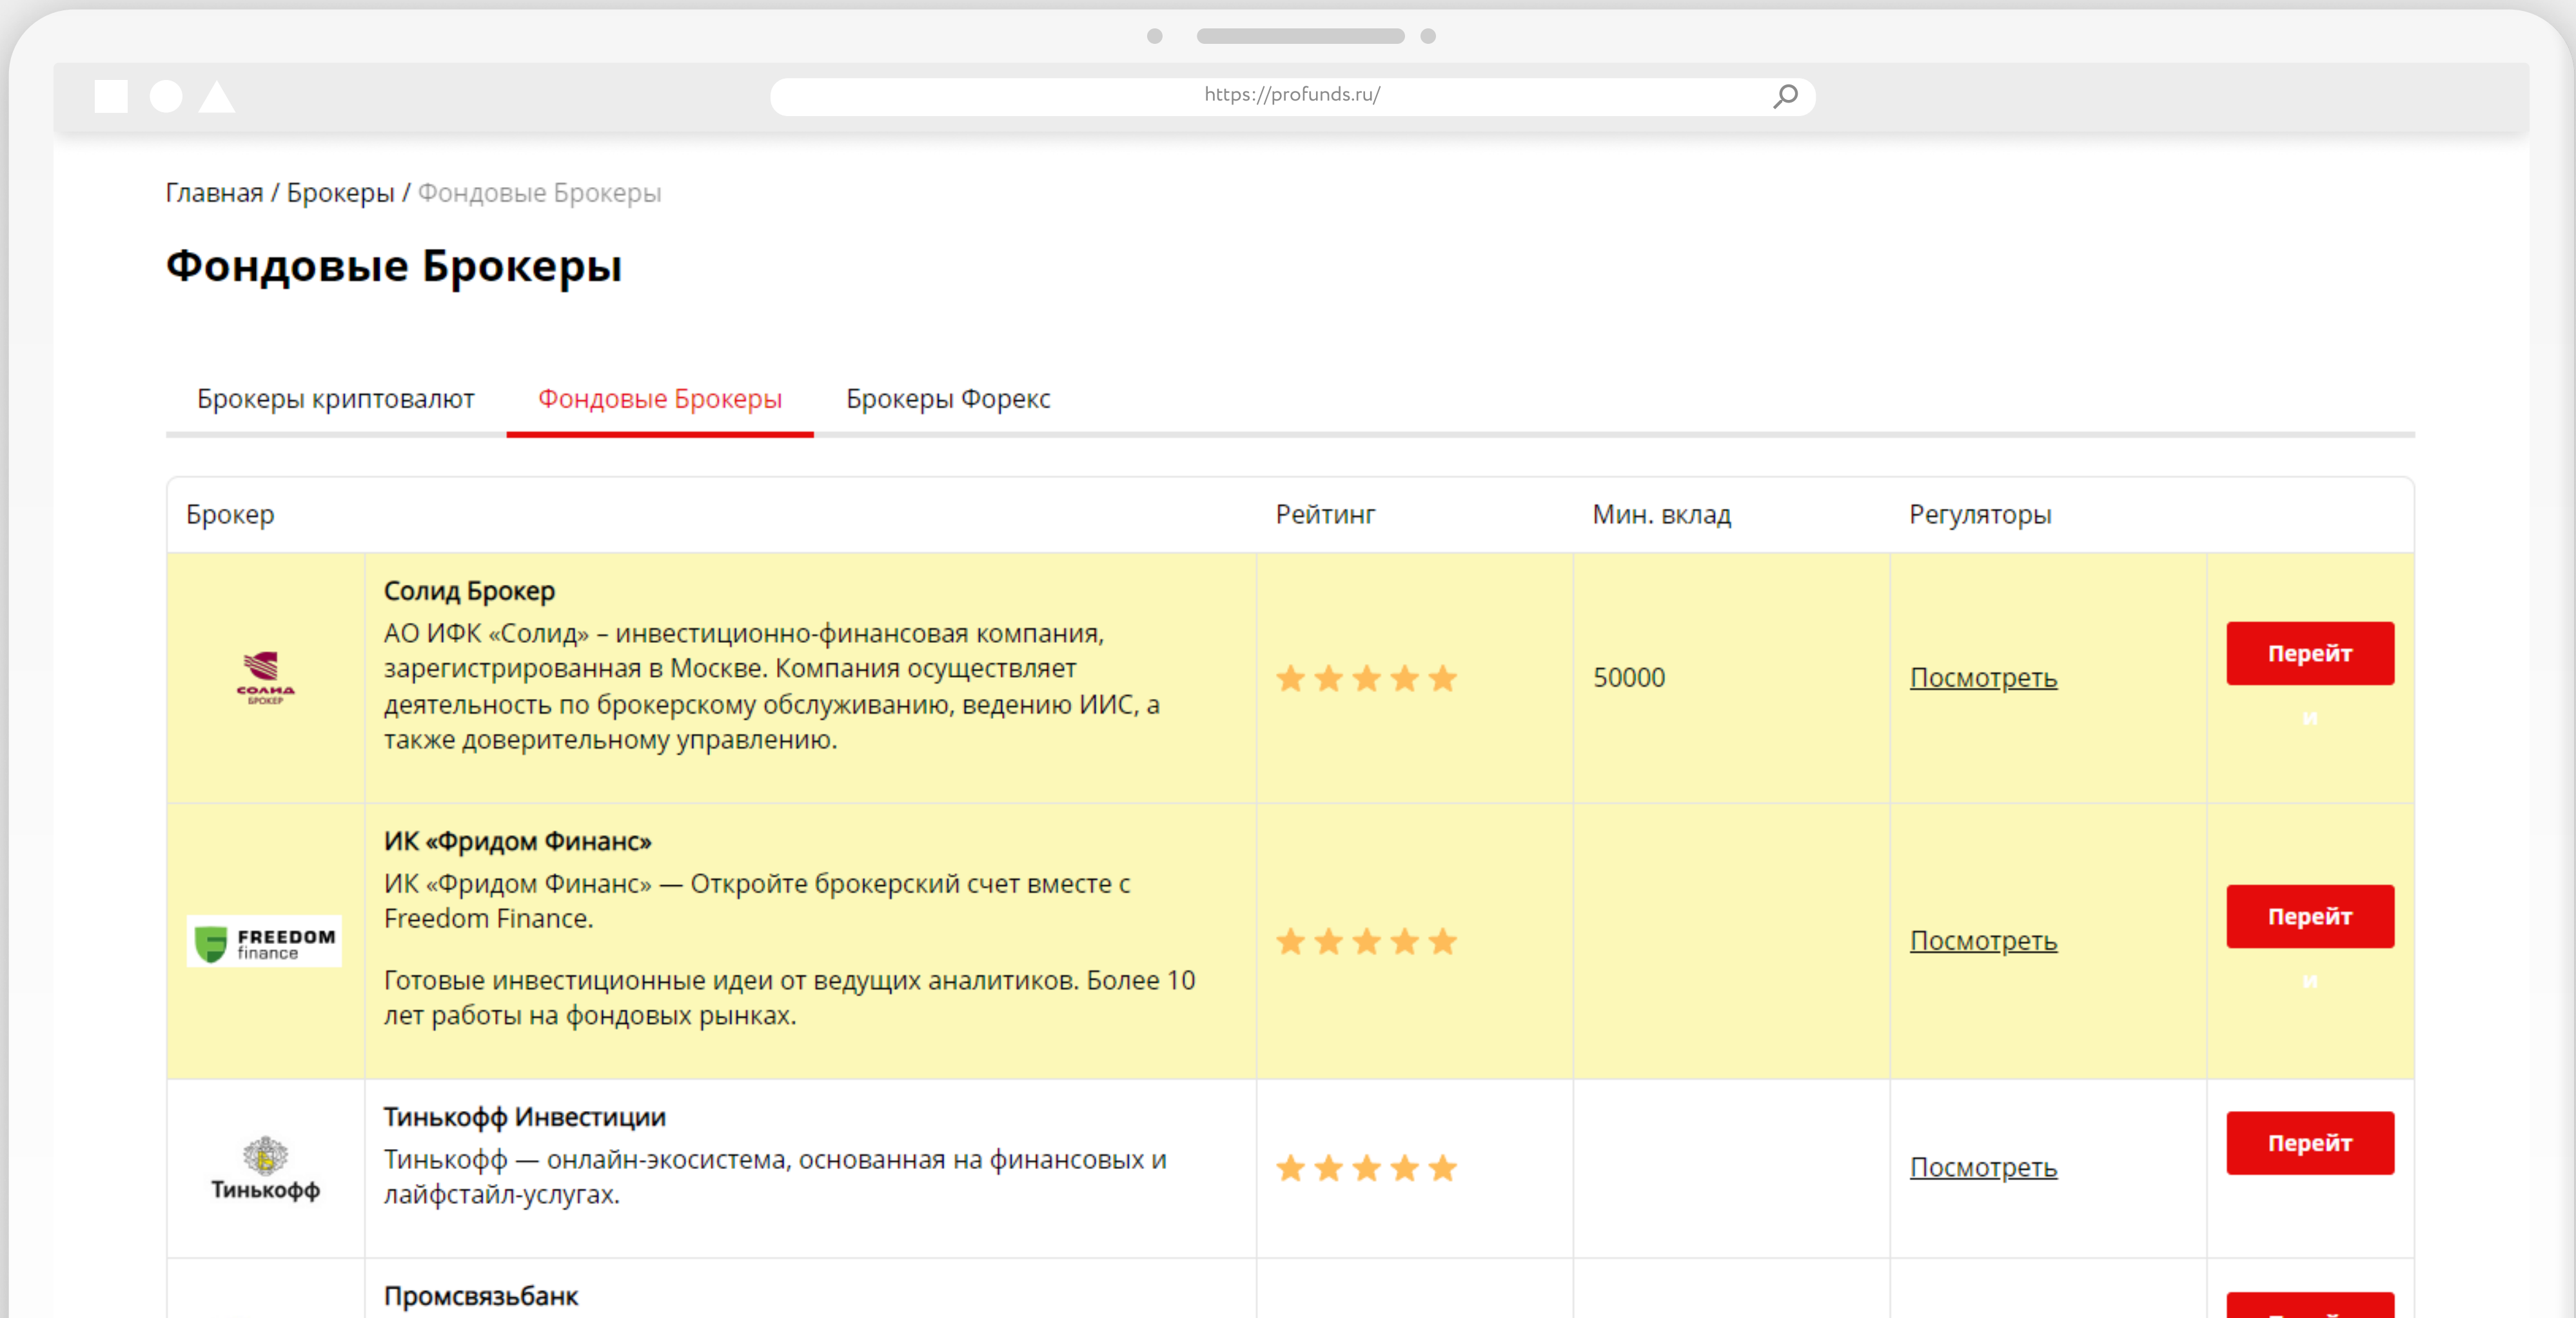 https://profunds.ru/
Главная / Брокеры / Фондовые Брокеры
Фондовые Брокеры
Брокеры криптовалют
Фондовые Брокеры
Брокеры Форекс
Брокер
Рейтинг
Мин. вклад
Регуляторы
СОЛИД
БРОКЕР
Солид Брокер
АО ИФК «Солид» – инвестиционно-финансовая компания,
зарегистрированная в Москве. Компания осуществляет
деятельность по брокерскому обслуживанию, ведению ИИС, а
также доверительному управлению.
50000
Посмотреть
Перейт
и
FREEDOM
finance
ИК «Фридом Финанс»
ИК «Фридом Финанс» — Откройте брокерский счет вместе с
Freedom Finance.
Готовые инвестиционные идеи от ведущих аналитиков. Более 10
лет работы на фондовых рынках.
Посмотреть
Перейт
и
Тинькофф
Тинькофф Инвестиции
Тинькофф — онлайн-экосистема, основанная на финансовых и
лайфстайл-услугах.
Посмотреть
Перейт
Промсвязьбанк